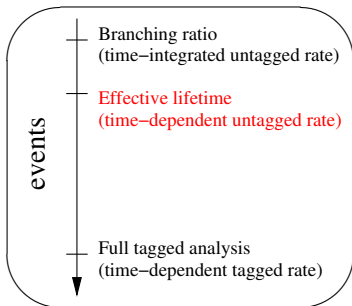 Branching ratio
(time−integrated untagged rate)
Effective lifetime
(time−dependent untagged rate)
events
Full tagged analysis
(time−dependent tagged rate)